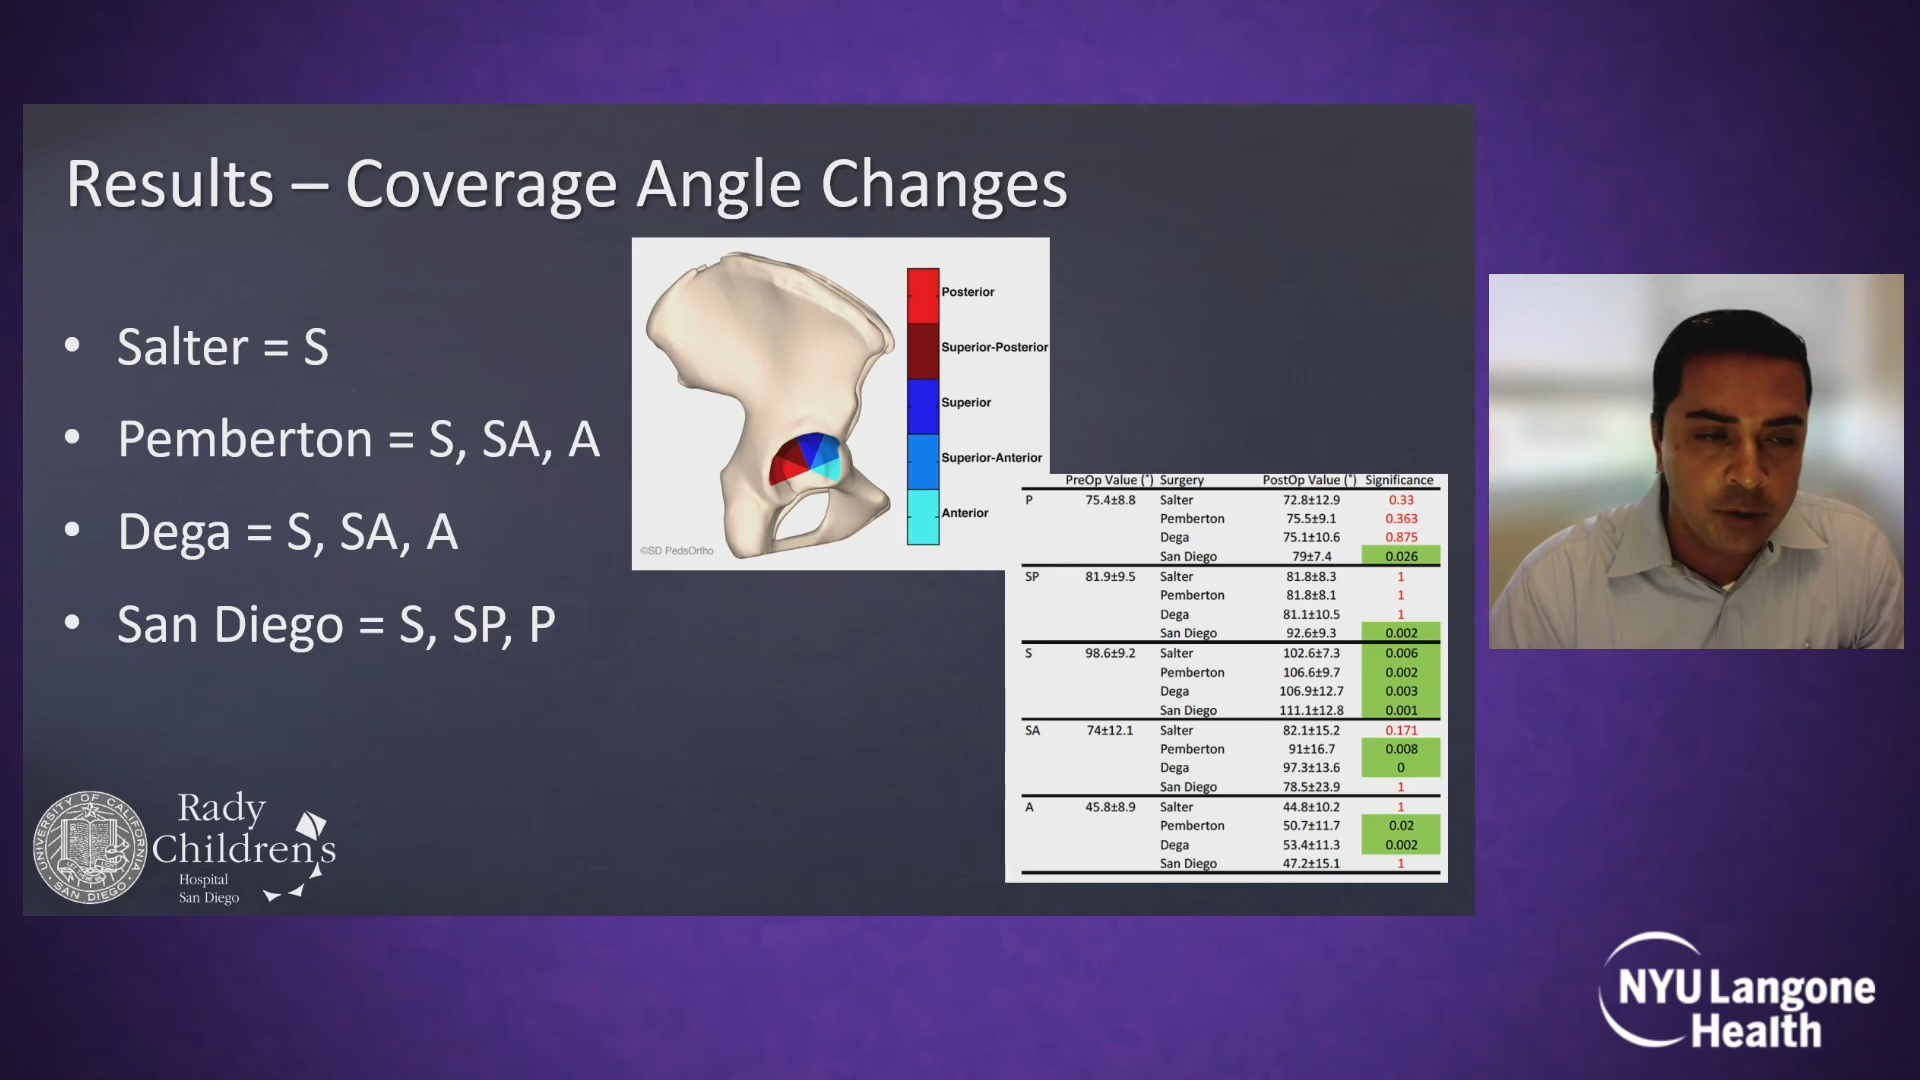 Results – Coverage Angle Changes
• Salter = S
• Pemberton = S, SA, A
• Dega = S, SA, A
• San Diego = S, SP, P
Posterior
Superior-Posterior
Superior
Superior-Anterior
Anterior
©SD PedsOrtho
PreOp Value (°) Surgery PostOp Value (°) Significance
P 75.4±8.8 Salter 72.8±12.9 0.33
Pemberton 75.5±9.1 0.363
Dega 75.1±10.6 0.875
San Diego 79±7.4 0.026
SP 81.9±9.5 Salter 81.8±8.3 1
Pemberton 81.8±8.1 1
Dega 81.1±10.5 1
San Diego 92.6±9.3 0.002
S 98.6±9.2 Salter 102.6±7.3 0.006
Pemberton 106.6±9.7 0.002
Dega 106.9±12.7 0.003
San Diego 111.1±12.8 0.001
SA 74±12.1 Salter 82.1±15.2 0.171
Pemberton 91±16.7 0.008
Dega 97.3±13.6 0
San Diego 78.5±23.9 1
A 45.8±8.9 Salter 44.8±10.2 1
Pemberton 50.7±11.7 0.02
Dega 53.4±11.3 0.002
San Diego 47.2±15.1 1
UNIVERSITY OF CALIFORNIA · SAN DIEGO ·
Rady
Children's
Hospital
San Diego
NYU Langone
Health